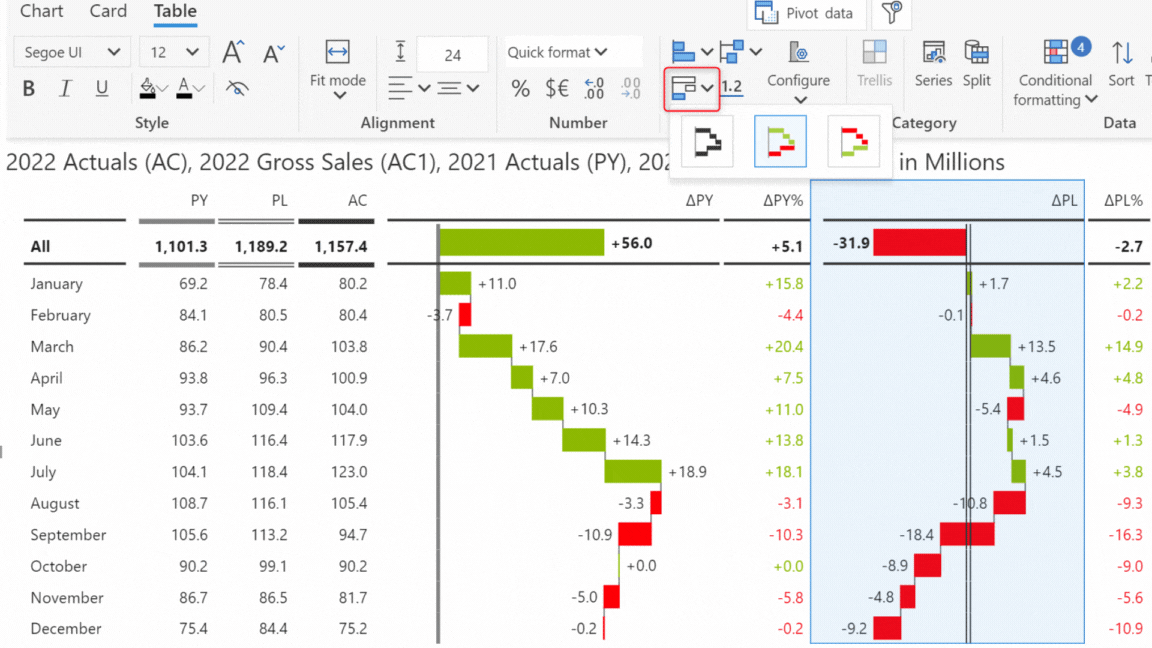 Chart Card Table Pivot data
Segoe UI 12 A A 24 Quick format 4
B I U A Fit mode % $€ .00 .00 1.2 Configure Trellis Series Split Conditional formatting Sort
Style Alignment Number Category Data
2022 Actuals (AC), 2022 Gross Sales (AC1), 2021 Actuals (PY), in Millions
PY PL AC ΔPY ΔPY% ΔPL ΔPL%
All 1,101.3 1,189.2 1,157.4 +56.0 +5.1 -31.9 -2.7
January 69.2 78.4 80.2 +11.0 +15.8 +1.7 +2.2
February 84.1 80.5 80.4 -3.7 -4.4 -0.1 -0.2
March 86.2 90.4 103.8 +17.6 +20.4 +13.5 +14.9
April 93.8 96.3 100.9 +7.0 +7.5 +4.6 +4.8
May 93.7 109.4 104.0 +10.3 +11.0 -5.4 -4.9
June 103.6 116.4 117.9 +14.3 +13.8 +1.5 +1.3
July 104.1 118.4 123.0 +18.9 +18.1 +4.5 +3.8
August 108.7 116.1 105.4 -3.3 -3.1 -10.8 -9.3
September 105.6 113.2 94.7 -10.9 -10.3 -18.4 -16.3
October 90.2 99.1 90.2 +0.0 +0.0 -8.9 -9.0
November 86.7 86.5 81.7 -5.0 -5.8 -4.8 -5.6
December 75.4 84.4 75.2 -0.2 -0.2 -9.2 -10.9